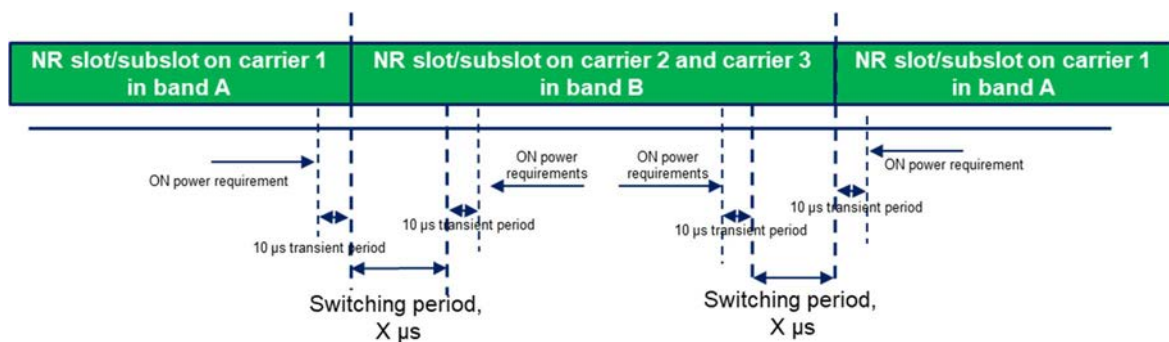 NR slot/subslot on carrier 1
in band A
NR slot/subslot on carrier 2 and carrier 3
in band B
NR slot/subslot on carrier 1
in band A
ON power requirement
ON power
requirements
ON power
requirements
ON power requirement
10 µs transient period
10 µs transient period
10 µs transient period
10 µs transient period
Switching period,
X µs
Switching period,
X µs